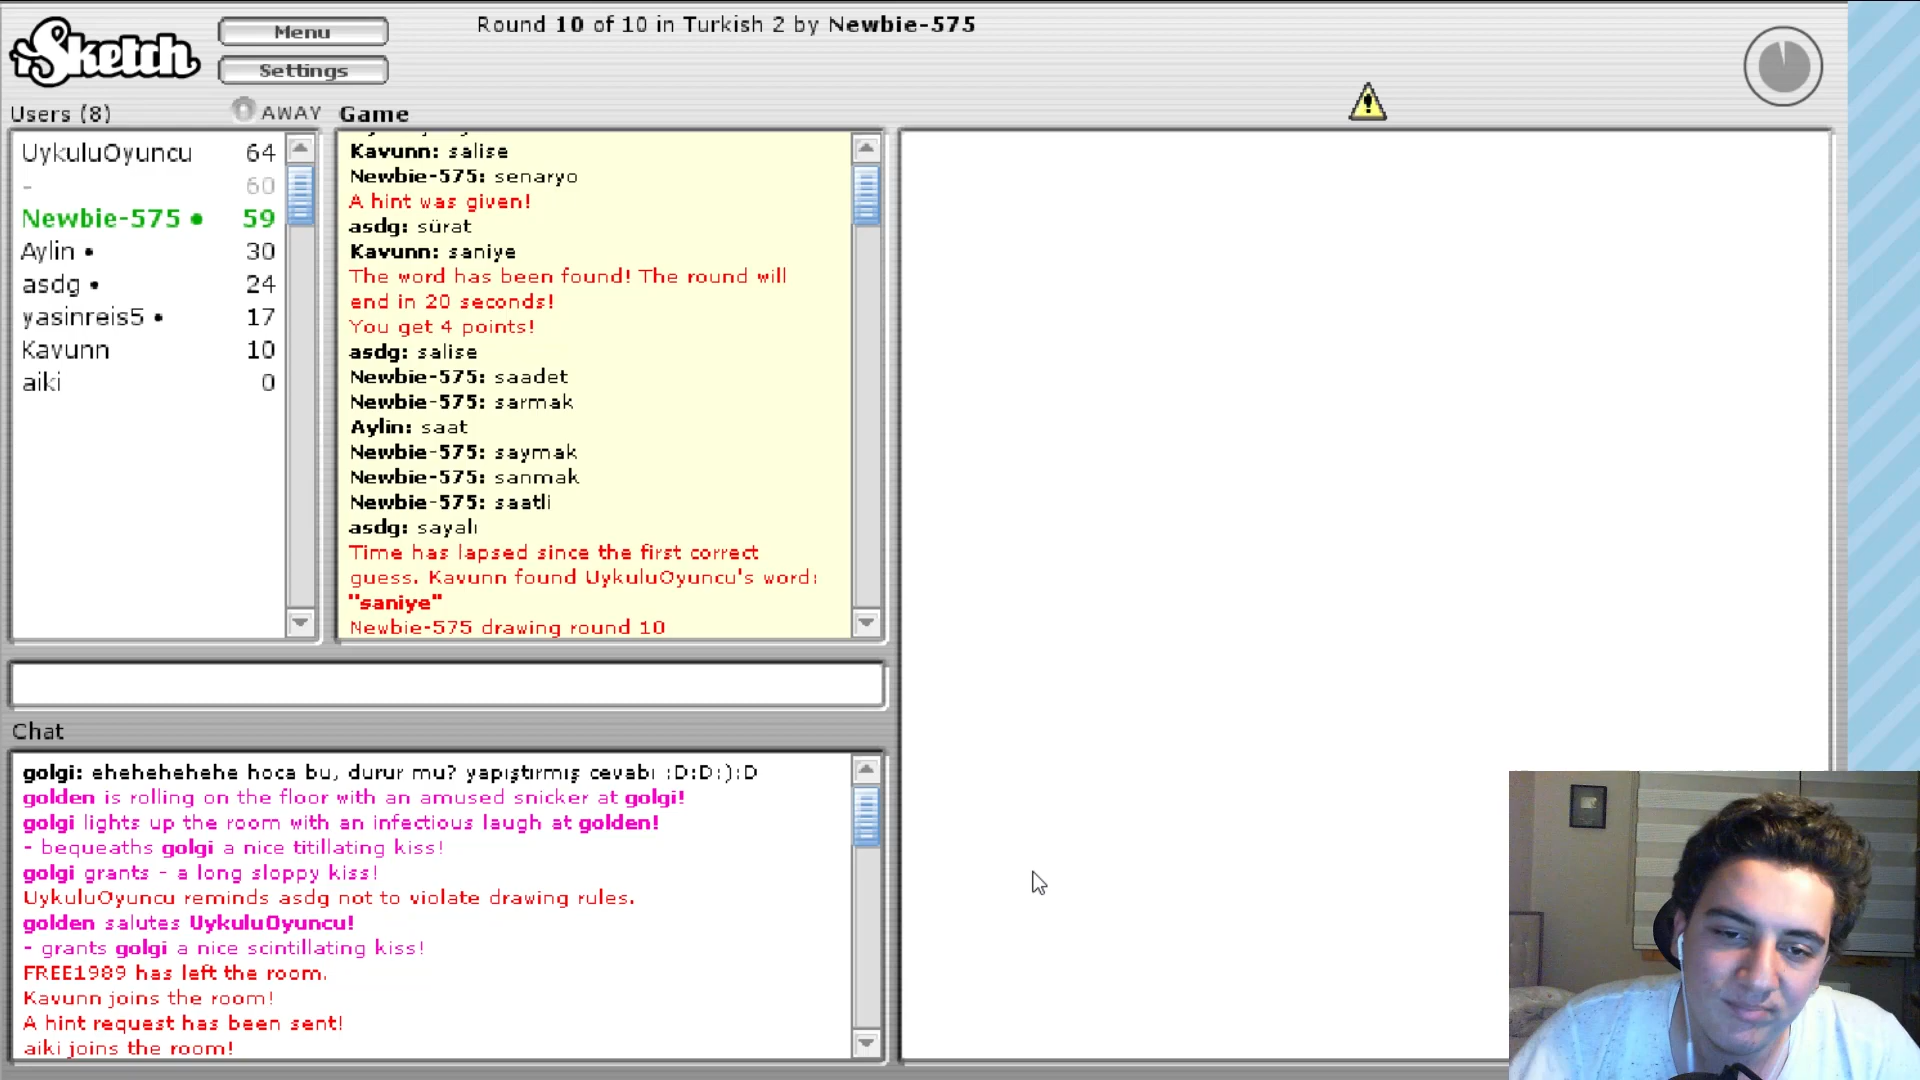 iSketch
Menu
Settings
Round 10 of 10 in Turkish 2 by Newbie-575
Users (8)
AWAY
UykuluOyuncu 64
- 60
Newbie-575 • 59
Aylin • 30
asdg • 24
yasinreis5 • 17
Kavunn 10
aiki 0
Game
Kavunn: salise
Newbie-575: senaryo
A hint was given!
asdg: sürat
Kavunn: saniye
The word has been found! The round will
end in 20 seconds!
You get 4 points!
asdg: salise
Newbie-575: saadet
Newbie-575: sarmak
Aylin: saat
Newbie-575: saymak
Newbie-575: sanmak
Newbie-575: saatli
asdg: sayalı
Time has lapsed since the first correct
guess. Kavunn found UykuluOyuncu's word:
"saniye"
Newbie-575 drawing round 10
Chat
golgi: ehehehehehe hoca bu, durur mu? yapıştırmış cevabı :D:D:):D
golden is rolling on the floor with an amused snicker at golgi!
golgi lights up the room with an infectious laugh at golden!
- bequeaths golgi a nice titillating kiss!
golgi grants - a long sloppy kiss!
UykuluOyuncu reminds asdg not to violate drawing rules.
golden salutes UykuluOyuncu!
- grants golgi a nice scintillating kiss!
FREE1989 has left the room.
Kavunn joins the room!
A hint request has been sent!
aiki joins the room!